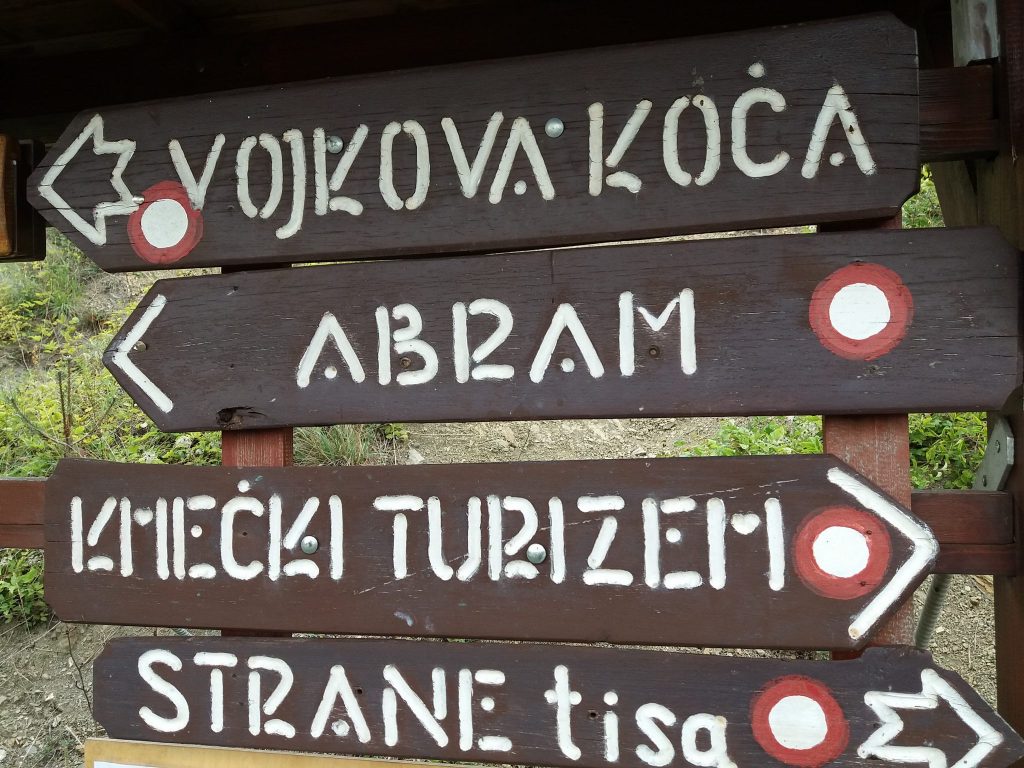 VOJKOVA KOČA
ABRAM
KMEČKI TURIZEM
STRANE tisa